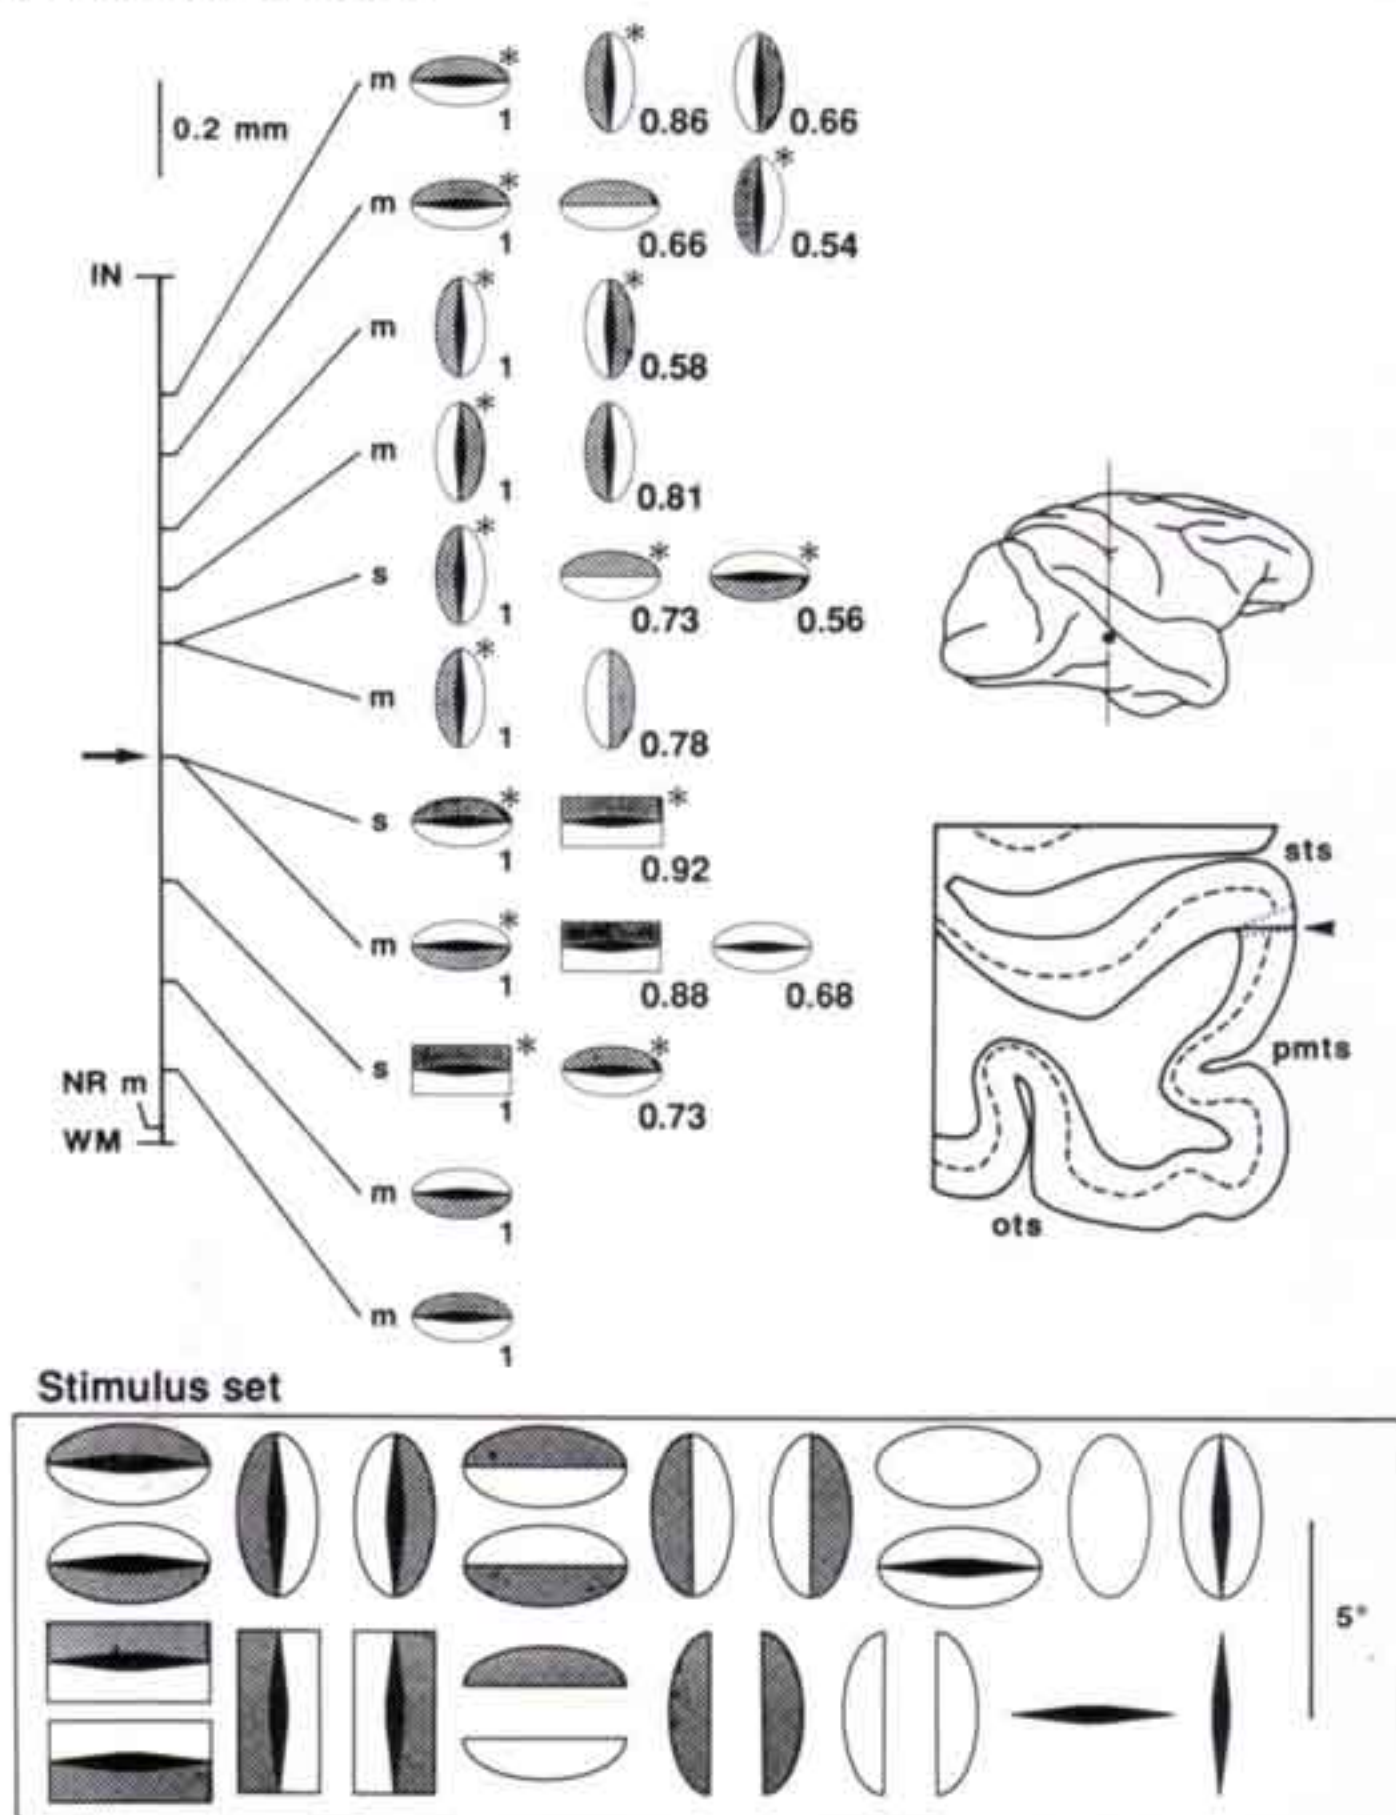 0.2 mm
m * 1 * 0.86 0.66
m * 1 0.66 * 0.54
IN
m * 1 * 0.58
m * 1 0.81
s * 1 * 0.73 * 0.56
m * 1 0.78
s * 1 * 0.92
m * 1 0.88 0.68
s * 1 * 0.73
NR m
WM
m 1
m 1
sts
pmts
ots
Stimulus set
5°